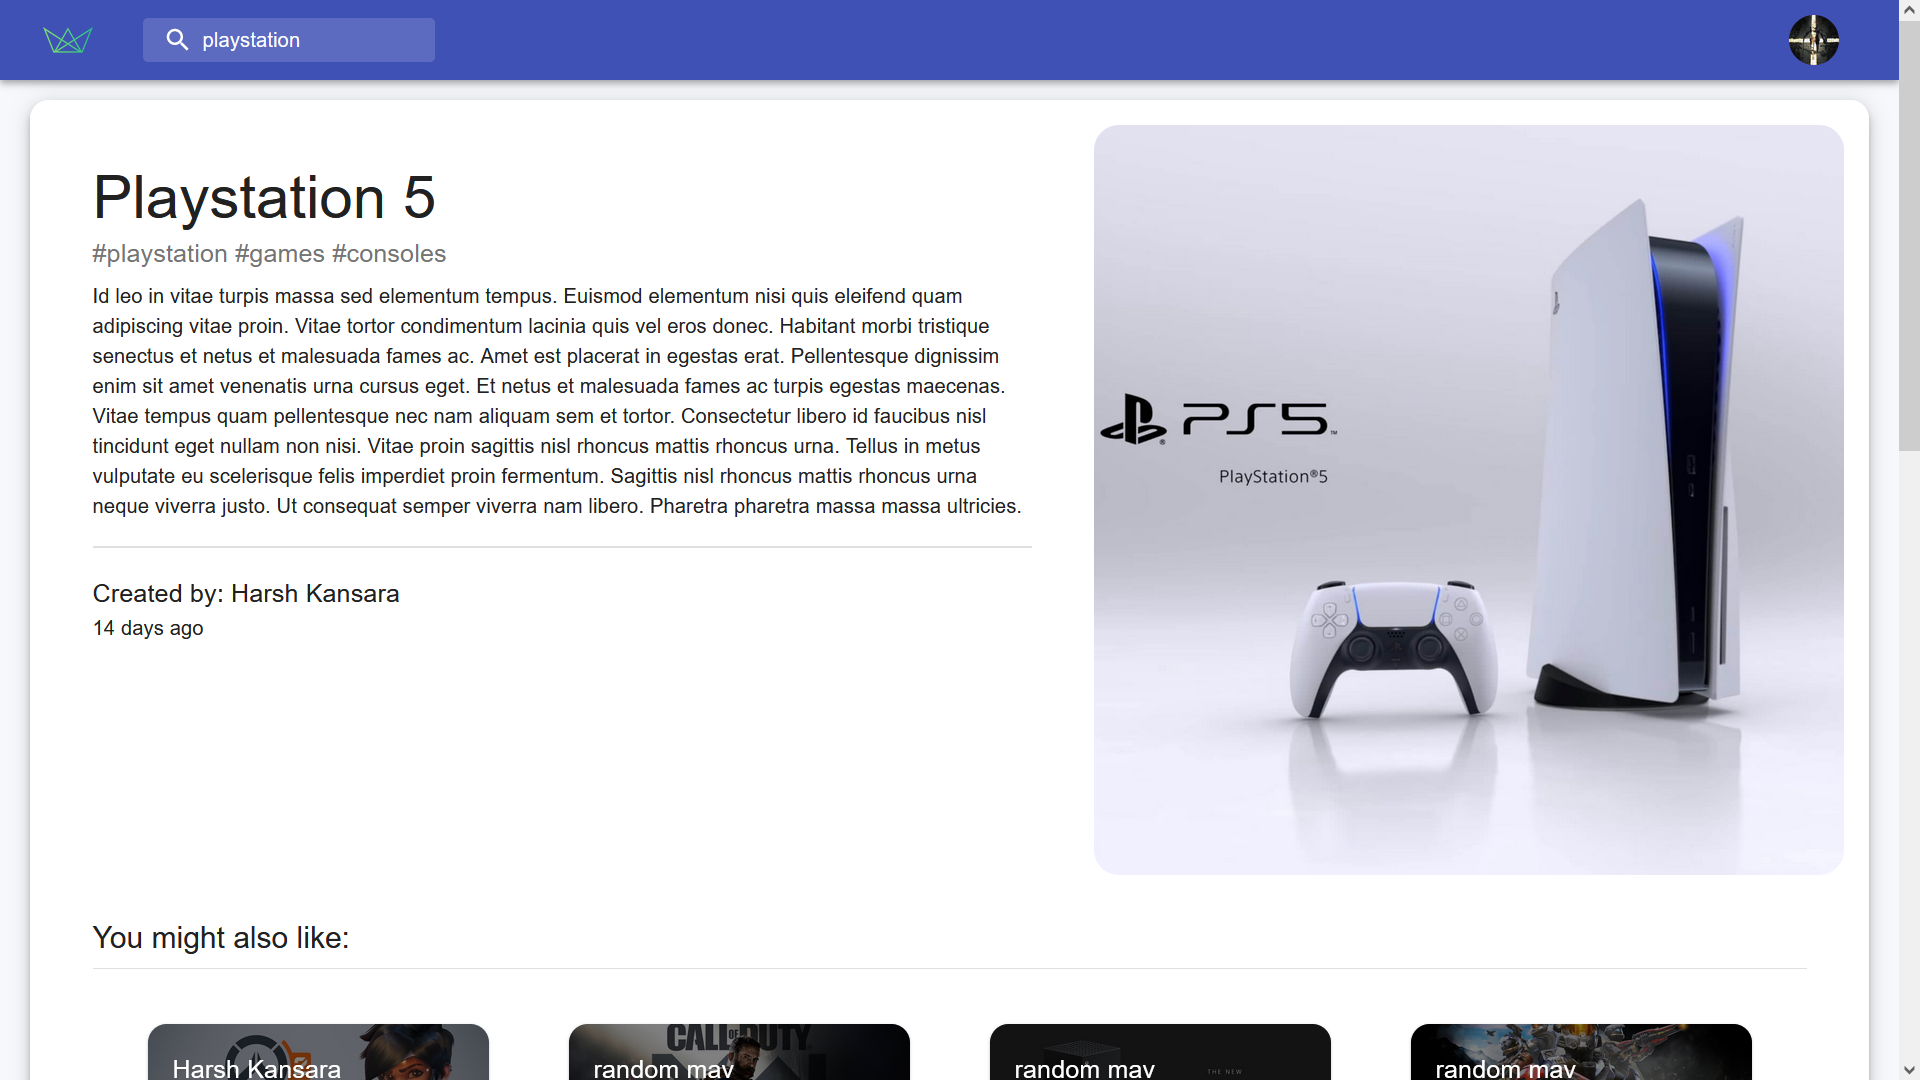 playstation
Playstation 5
#playstation #games #consoles
Id leo in vitae turpis massa sed elementum tempus. Euismod elementum nisi quis eleifend quam
adipiscing vitae proin. Vitae tortor condimentum lacinia quis vel eros donec. Habitant morbi tristique
senectus et netus et malesuada fames ac. Amet est placerat in egestas erat. Pellentesque dignissim
enim sit amet venenatis urna cursus eget. Et netus et malesuada fames ac turpis egestas maecenas.
Vitae tempus quam pellentesque nec nam aliquam sem et tortor. Consectetur libero id faucibus nisl
tincidunt eget nullam non nisi. Vitae proin sagittis nisl rhoncus mattis rhoncus urna. Tellus in metus
vulputate eu scelerisque felis imperdiet proin fermentum. Sagittis nisl rhoncus mattis rhoncus urna
neque viverra justo. Ut consequat semper viverra nam libero. Pharetra pharetra massa massa ultricies.
Created by: Harsh Kansara
14 days ago
PS5™
PlayStation®5
You might also like:
CALL OF DUTY
Harsh Kansara
random mav
random mav
THE NEW
random mav